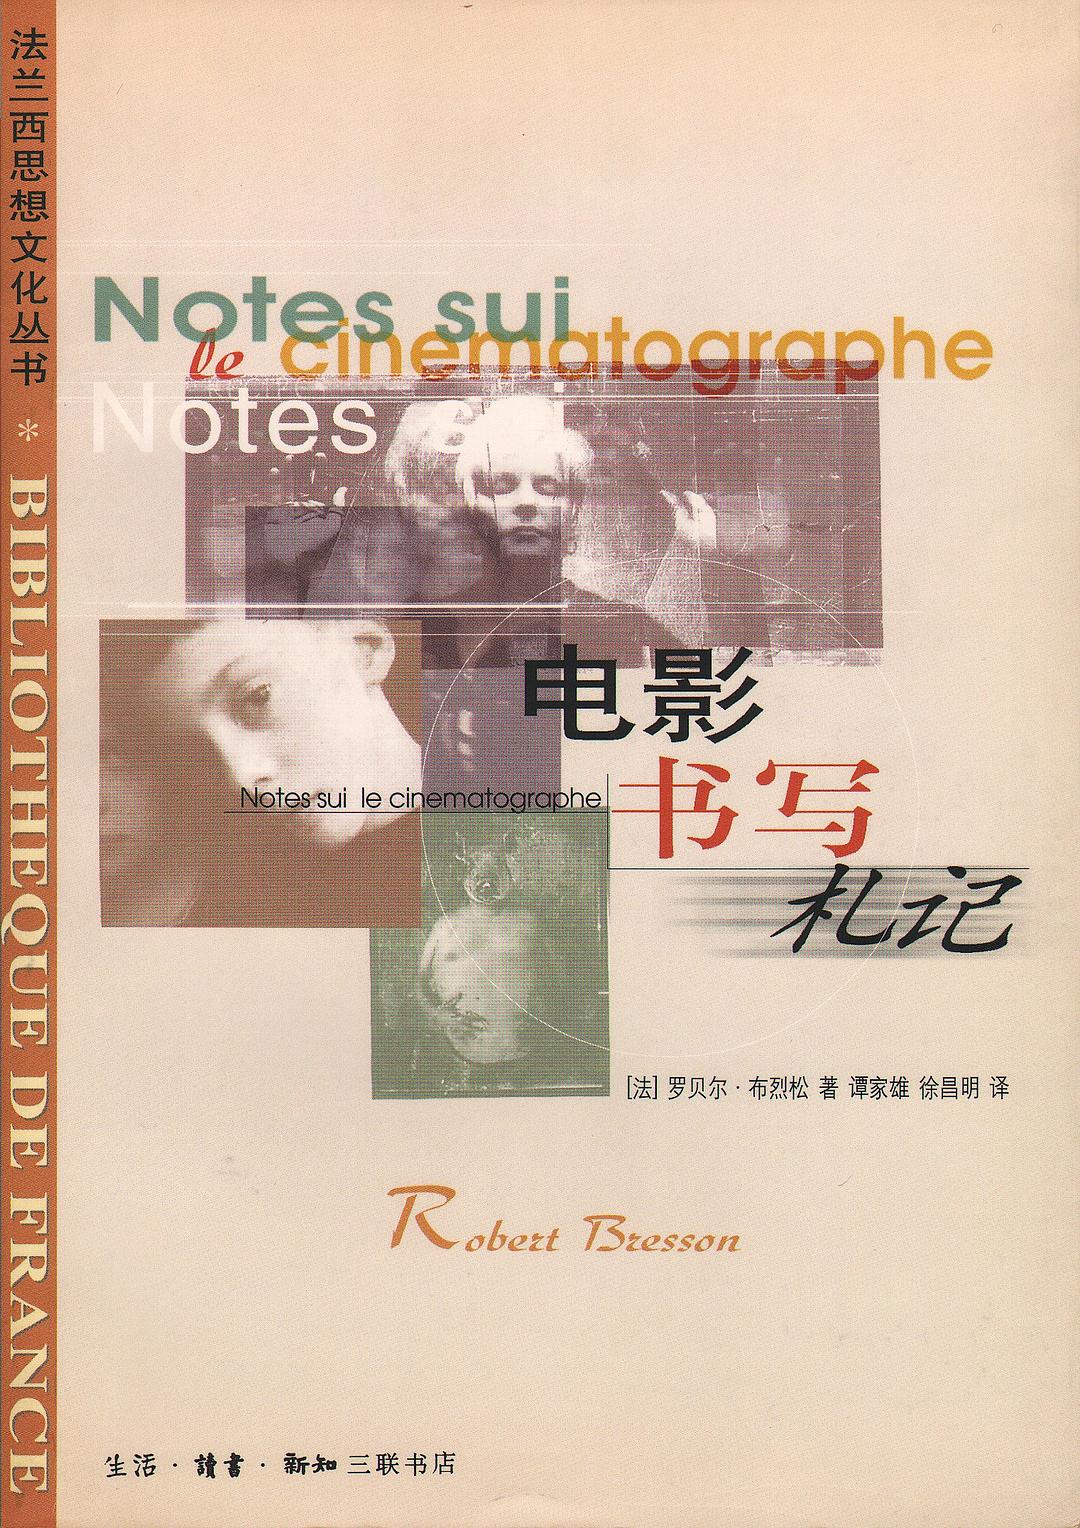 法兰西思想文化丛书 * BIBLIOTHEQUE DE FRANCE
Notes sui
le cinematographe
Notes sui
电影
Notes sui le cinematographe
书写
札记
[法] 罗贝尔·布烈松 著 谭家雄 徐昌明 译
Robert Bresson
生活·讀書·新知三联书店